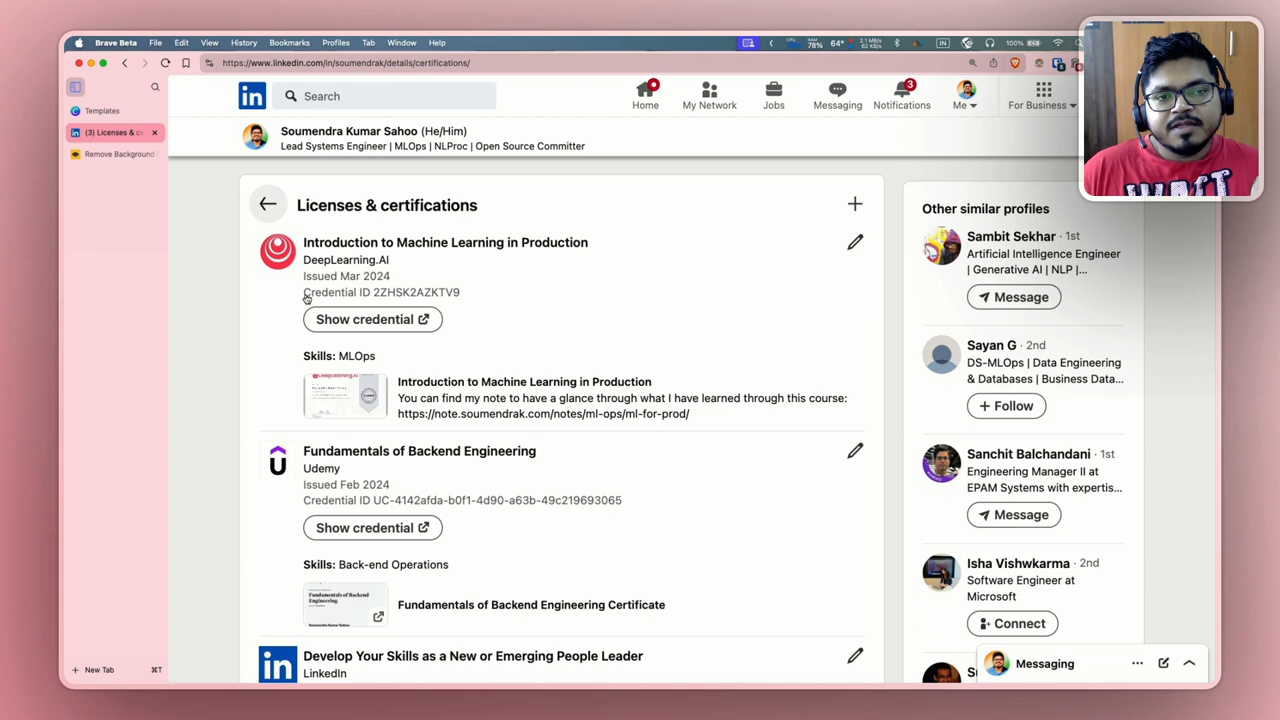 Brave Beta File Edit View History Bookmarks Profiles Tab Window Help
https://www.linkedin.com/in/soumendrak/details/certifications/
Templates
(3) Licenses & ce
Remove Background
New Tab ⌘T
Search
Home
My Network
Jobs
Messaging
3
Notifications
Me
For Business
Soumendra Kumar Sahoo (He/Him)
Lead Systems Engineer | MLOps | NLProc | Open Source Committer
Licenses & certifications
Introduction to Machine Learning in Production
DeepLearning.AI
Issued Mar 2024
Credential ID 2ZHSK2AZKTV9
Show credential
Skills: MLOps
Introduction to Machine Learning in Production
You can find my note to have a glance through what I have learned through this course:
https://note.soumendrak.com/notes/ml-ops/ml-for-prod/
Fundamentals of Backend Engineering
Udemy
Issued Feb 2024
Credential ID UC-4142afda-b0f1-4d90-a63b-49c219693065
Show credential
Skills: Back-end Operations
Fundamentals of Backend Engineering Certificate
Develop Your Skills as a New or Emerging People Leader
LinkedIn
Other similar profiles
Sambit Sekhar · 1st
Artificial Intelligence Engineer
| Generative AI | NLP |...
Message
Sayan G · 2nd
DS-MLOps | Data Engineering
& Databases | Business Data...
+ Follow
Sanchit Balchandani · 1st
Engineering Manager II at
EPAM Systems with expertis...
Message
Isha Vishwkarma · 2nd
Software Engineer at
Microsoft
Connect
Messaging